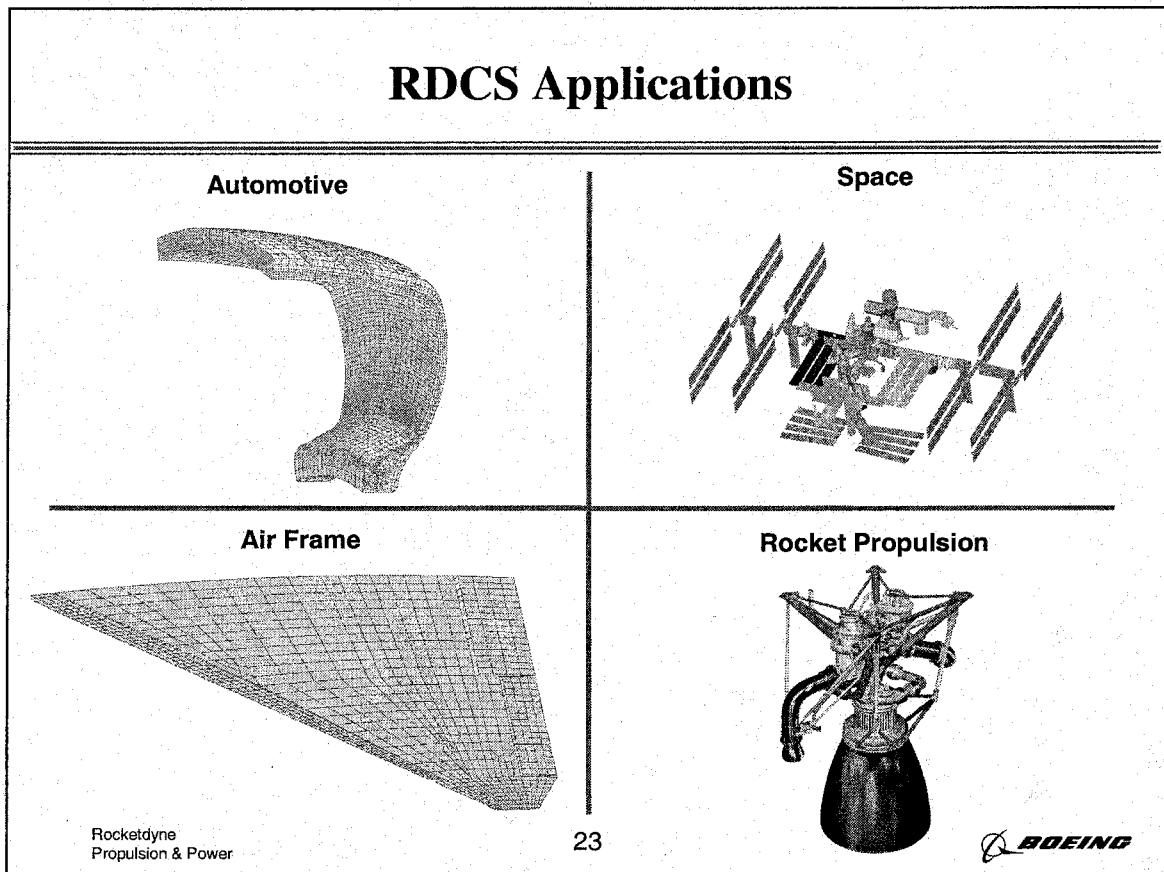 RDCS Applications
Automotive
Space
Air Frame
Rocket Propulsion
Rocketdyne
Propulsion & Power
23
BOEING